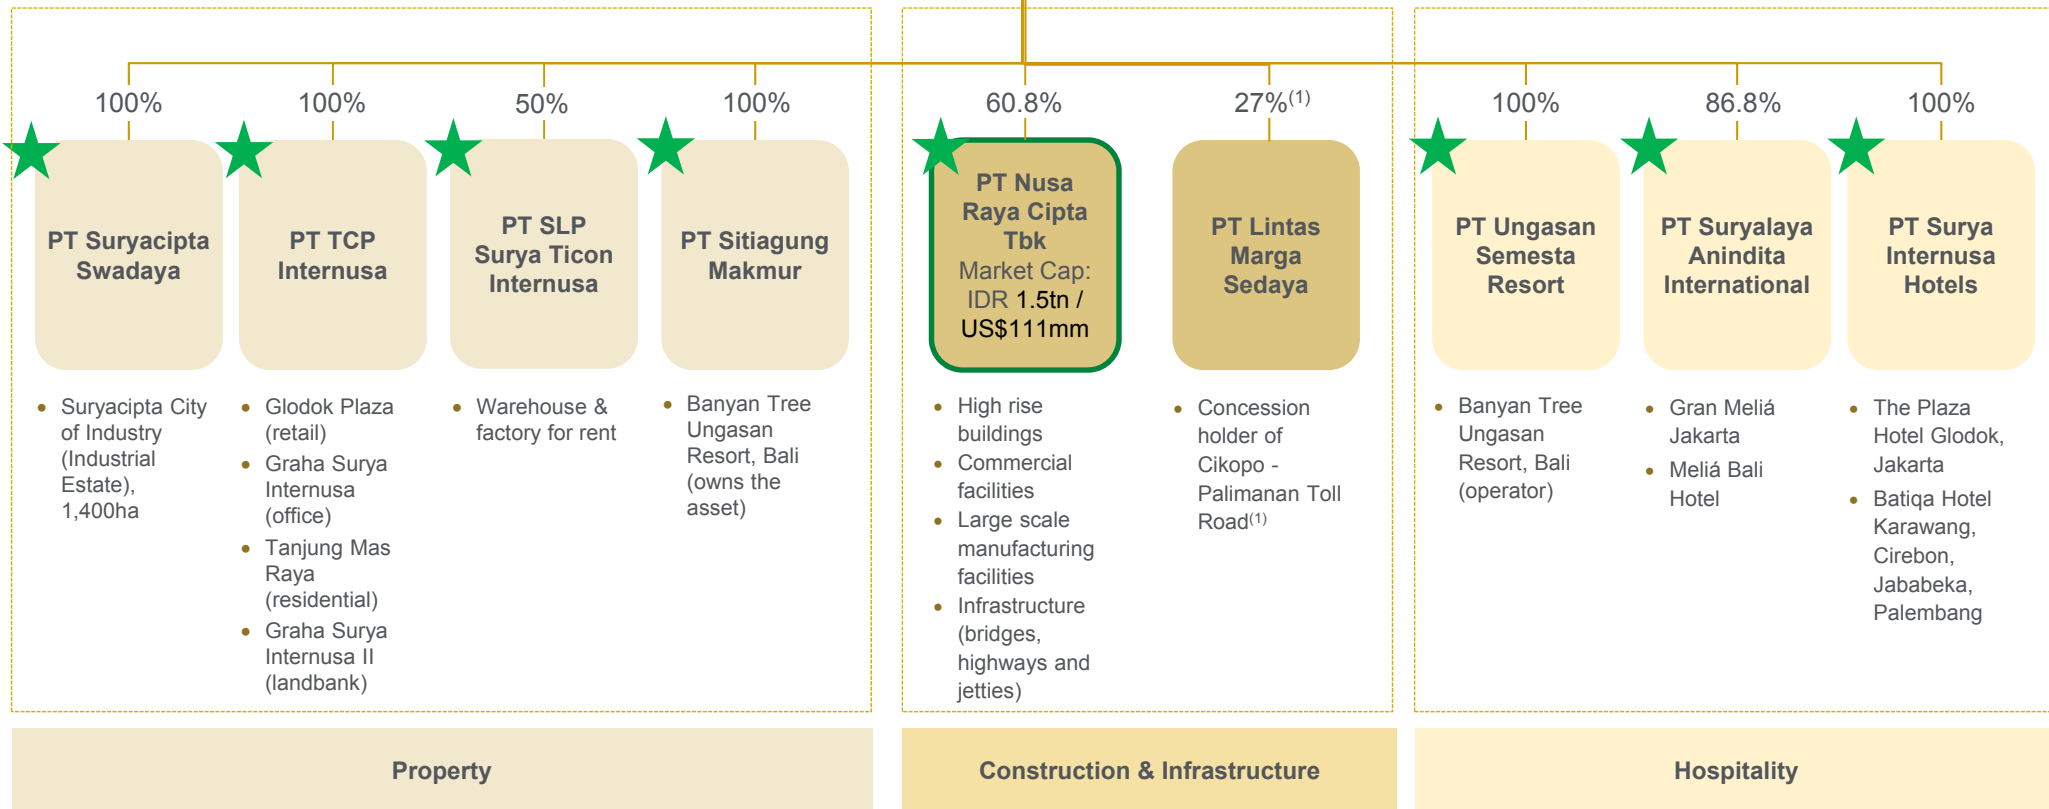 100%
100%
50%
100%
60.8%
27%(1)
100%
86.8%
100%
PT Suryacipta
Swadaya
PT TCP
Internusa
PT SLP
Surya Ticon
Internusa
PT Sitiagung
Makmur
PT Nusa
Raya Cipta
Tbk
Market Cap:
IDR 1.5tn /
US$111mm
PT Lintas
Marga
Sedaya
PT Ungasan
Semesta
Resort
PT Suryalaya
Anindita
International
PT Surya
Internusa
Hotels
• Suryacipta City
of Industry
(Industrial
Estate),
1,400ha
• Glodok Plaza
(retail)
• Graha Surya
Internusa
(office)
• Tanjung Mas
Raya
(residential)
• Graha Surya
Internusa II
(landbank)
• Warehouse &
factory for rent
• Banyan Tree
Ungasan
Resort, Bali
(owns the
asset)
• High rise
buildings
• Commercial
facilities
• Large scale
manufacturing
facilities
• Infrastructure
(bridges,
highways and
jetties)
• Concession
holder of
Cikopo -
Palimanan Toll
Road(1)
• Banyan Tree
Ungasan
Resort, Bali
(operator)
• Gran Meliá
Jakarta
• Meliá Bali
Hotel
• The Plaza
Hotel Glodok,
Jakarta
• Batiqa Hotel
Karawang,
Cirebon,
Jababeka,
Palembang
Property
Construction & Infrastructure
Hospitality